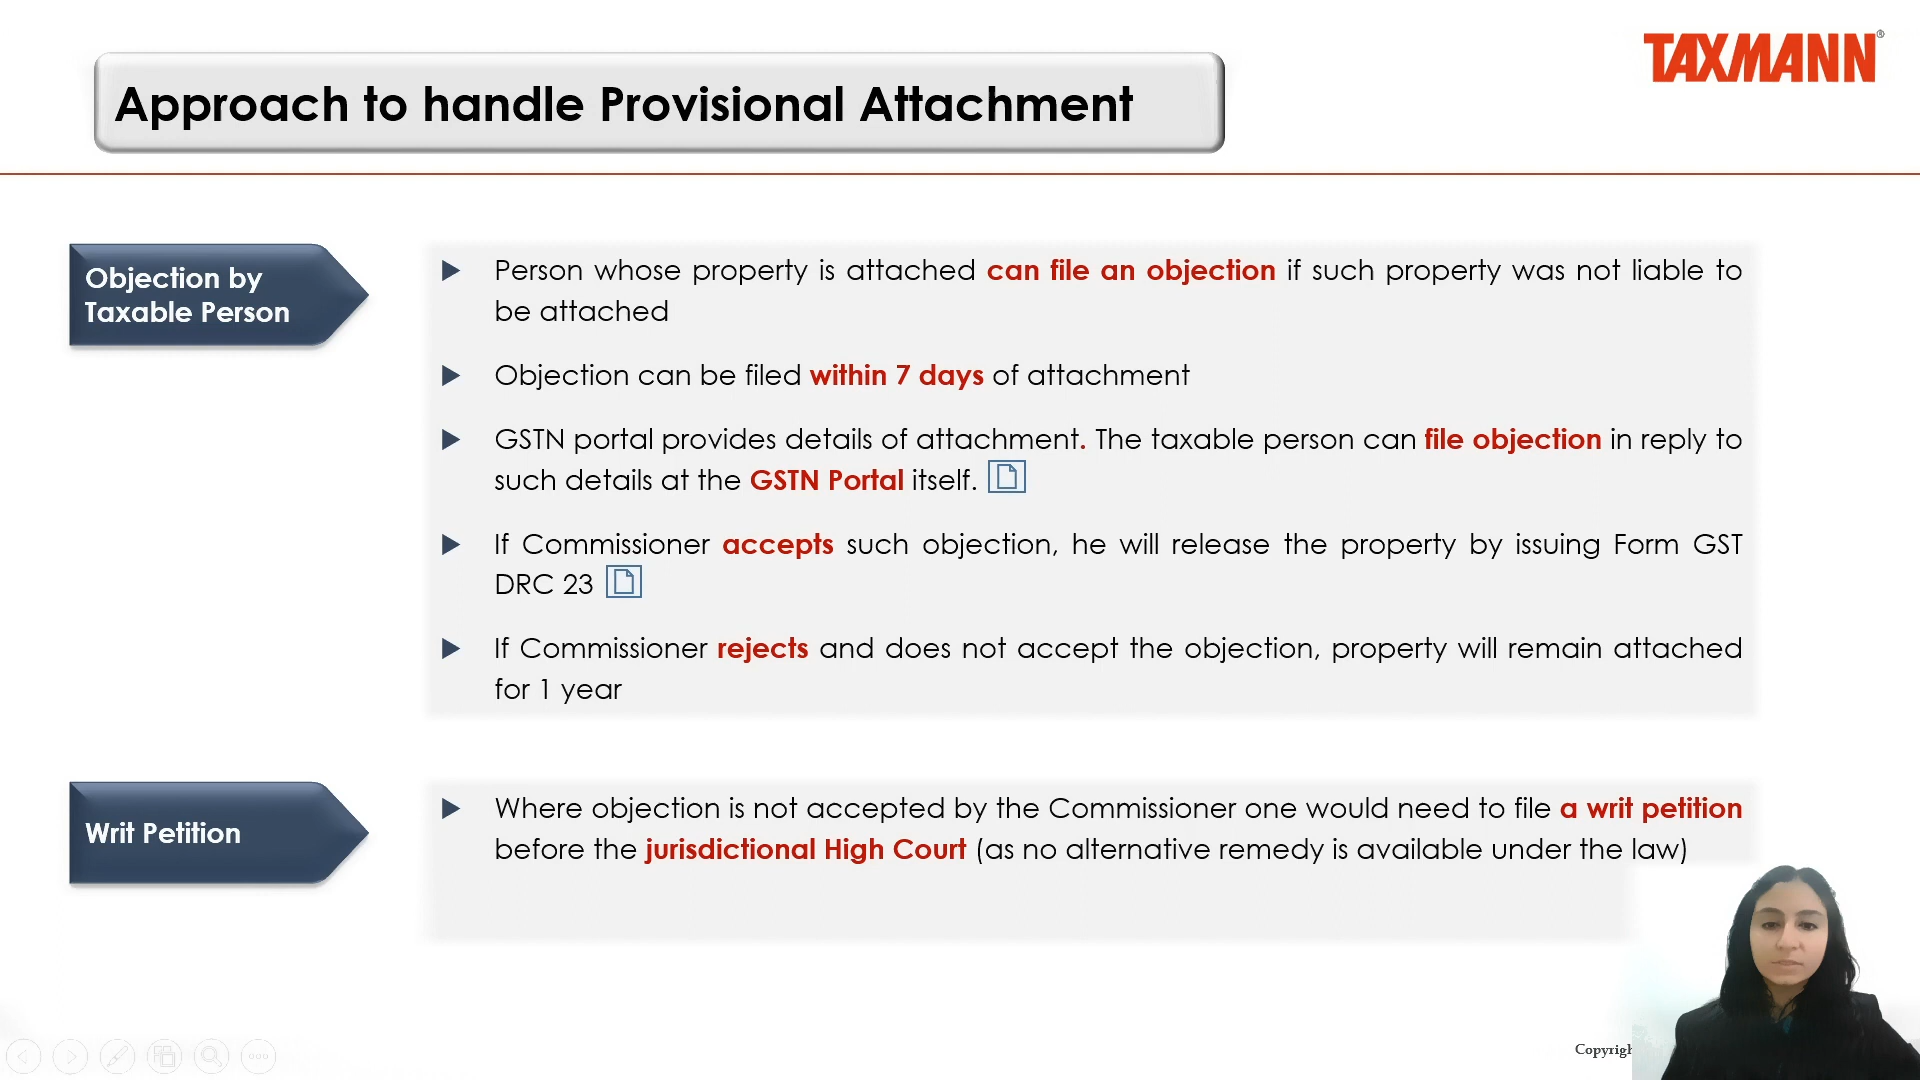 TAXMANN®
Approach to handle Provisional Attachment
Objection by
Taxable Person
Person whose property is attached can file an objection if such property was not liable to
be attached
Objection can be filed within 7 days of attachment
GSTN portal provides details of attachment. The taxable person can file objection in reply to
such details at the GSTN Portal itself.
If Commissioner accepts such objection, he will release the property by issuing Form GST
DRC 23
If Commissioner rejects and does not accept the objection, property will remain attached
for 1 year
Writ Petition
Where objection is not accepted by the Commissioner one would need to file a writ petition
before the jurisdictional High Court (as no alternative remedy is available under the law)